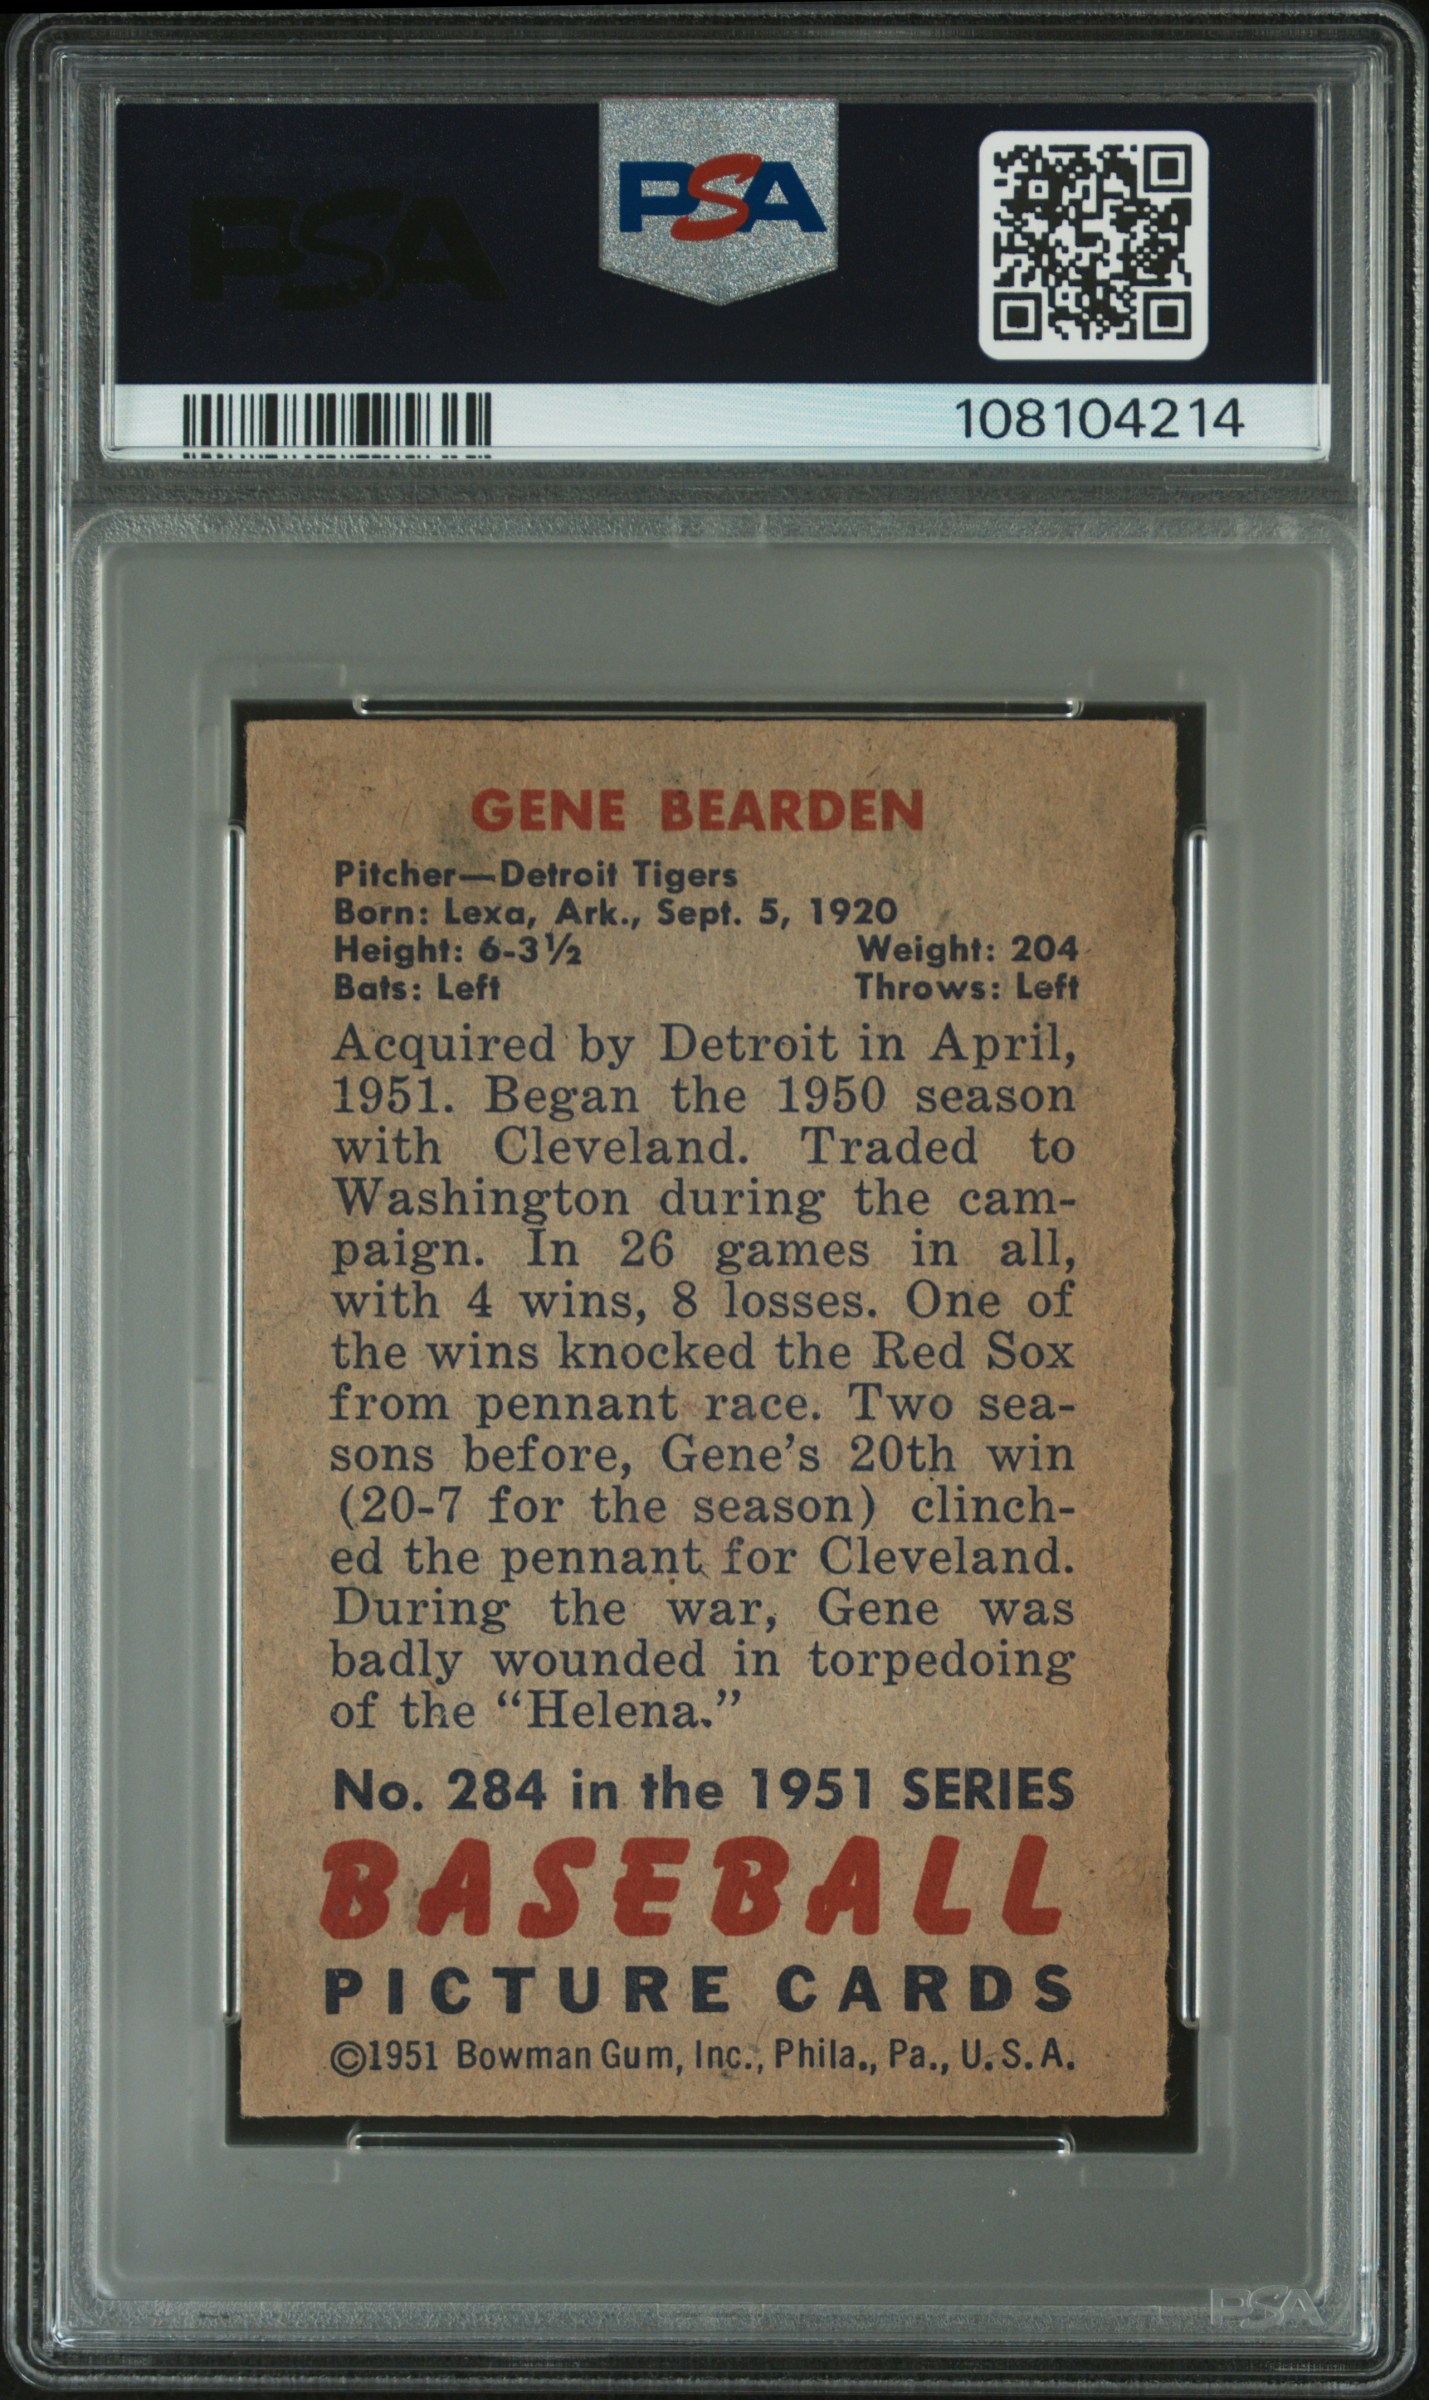 PSA
PSA
108104214
GENE BEARDEN
Pitcher—Detroit Tigers
Born: Lexa, Ark., Sept. 5, 1920
Height: 6-3½ Weight: 204
Bats: Left Throws: Left
Acquired by Detroit in April,
1951. Began the 1950 season
with Cleveland. Traded to
Washington during the cam-
paign. In 26 games in all,
with 4 wins, 8 losses. One of
the wins knocked the Red Sox
from pennant race. Two sea-
sons before, Gene's 20th win
(20-7 for the season) clinch-
ed the pennant for Cleveland.
During the war, Gene was
badly wounded in torpedoing
of the "Helena."
No. 284 in the 1951 SERIES
BASEBALL
PICTURE CARDS
©1951 Bowman Gum, Inc., Phila., Pa., U.S.A.
PSA